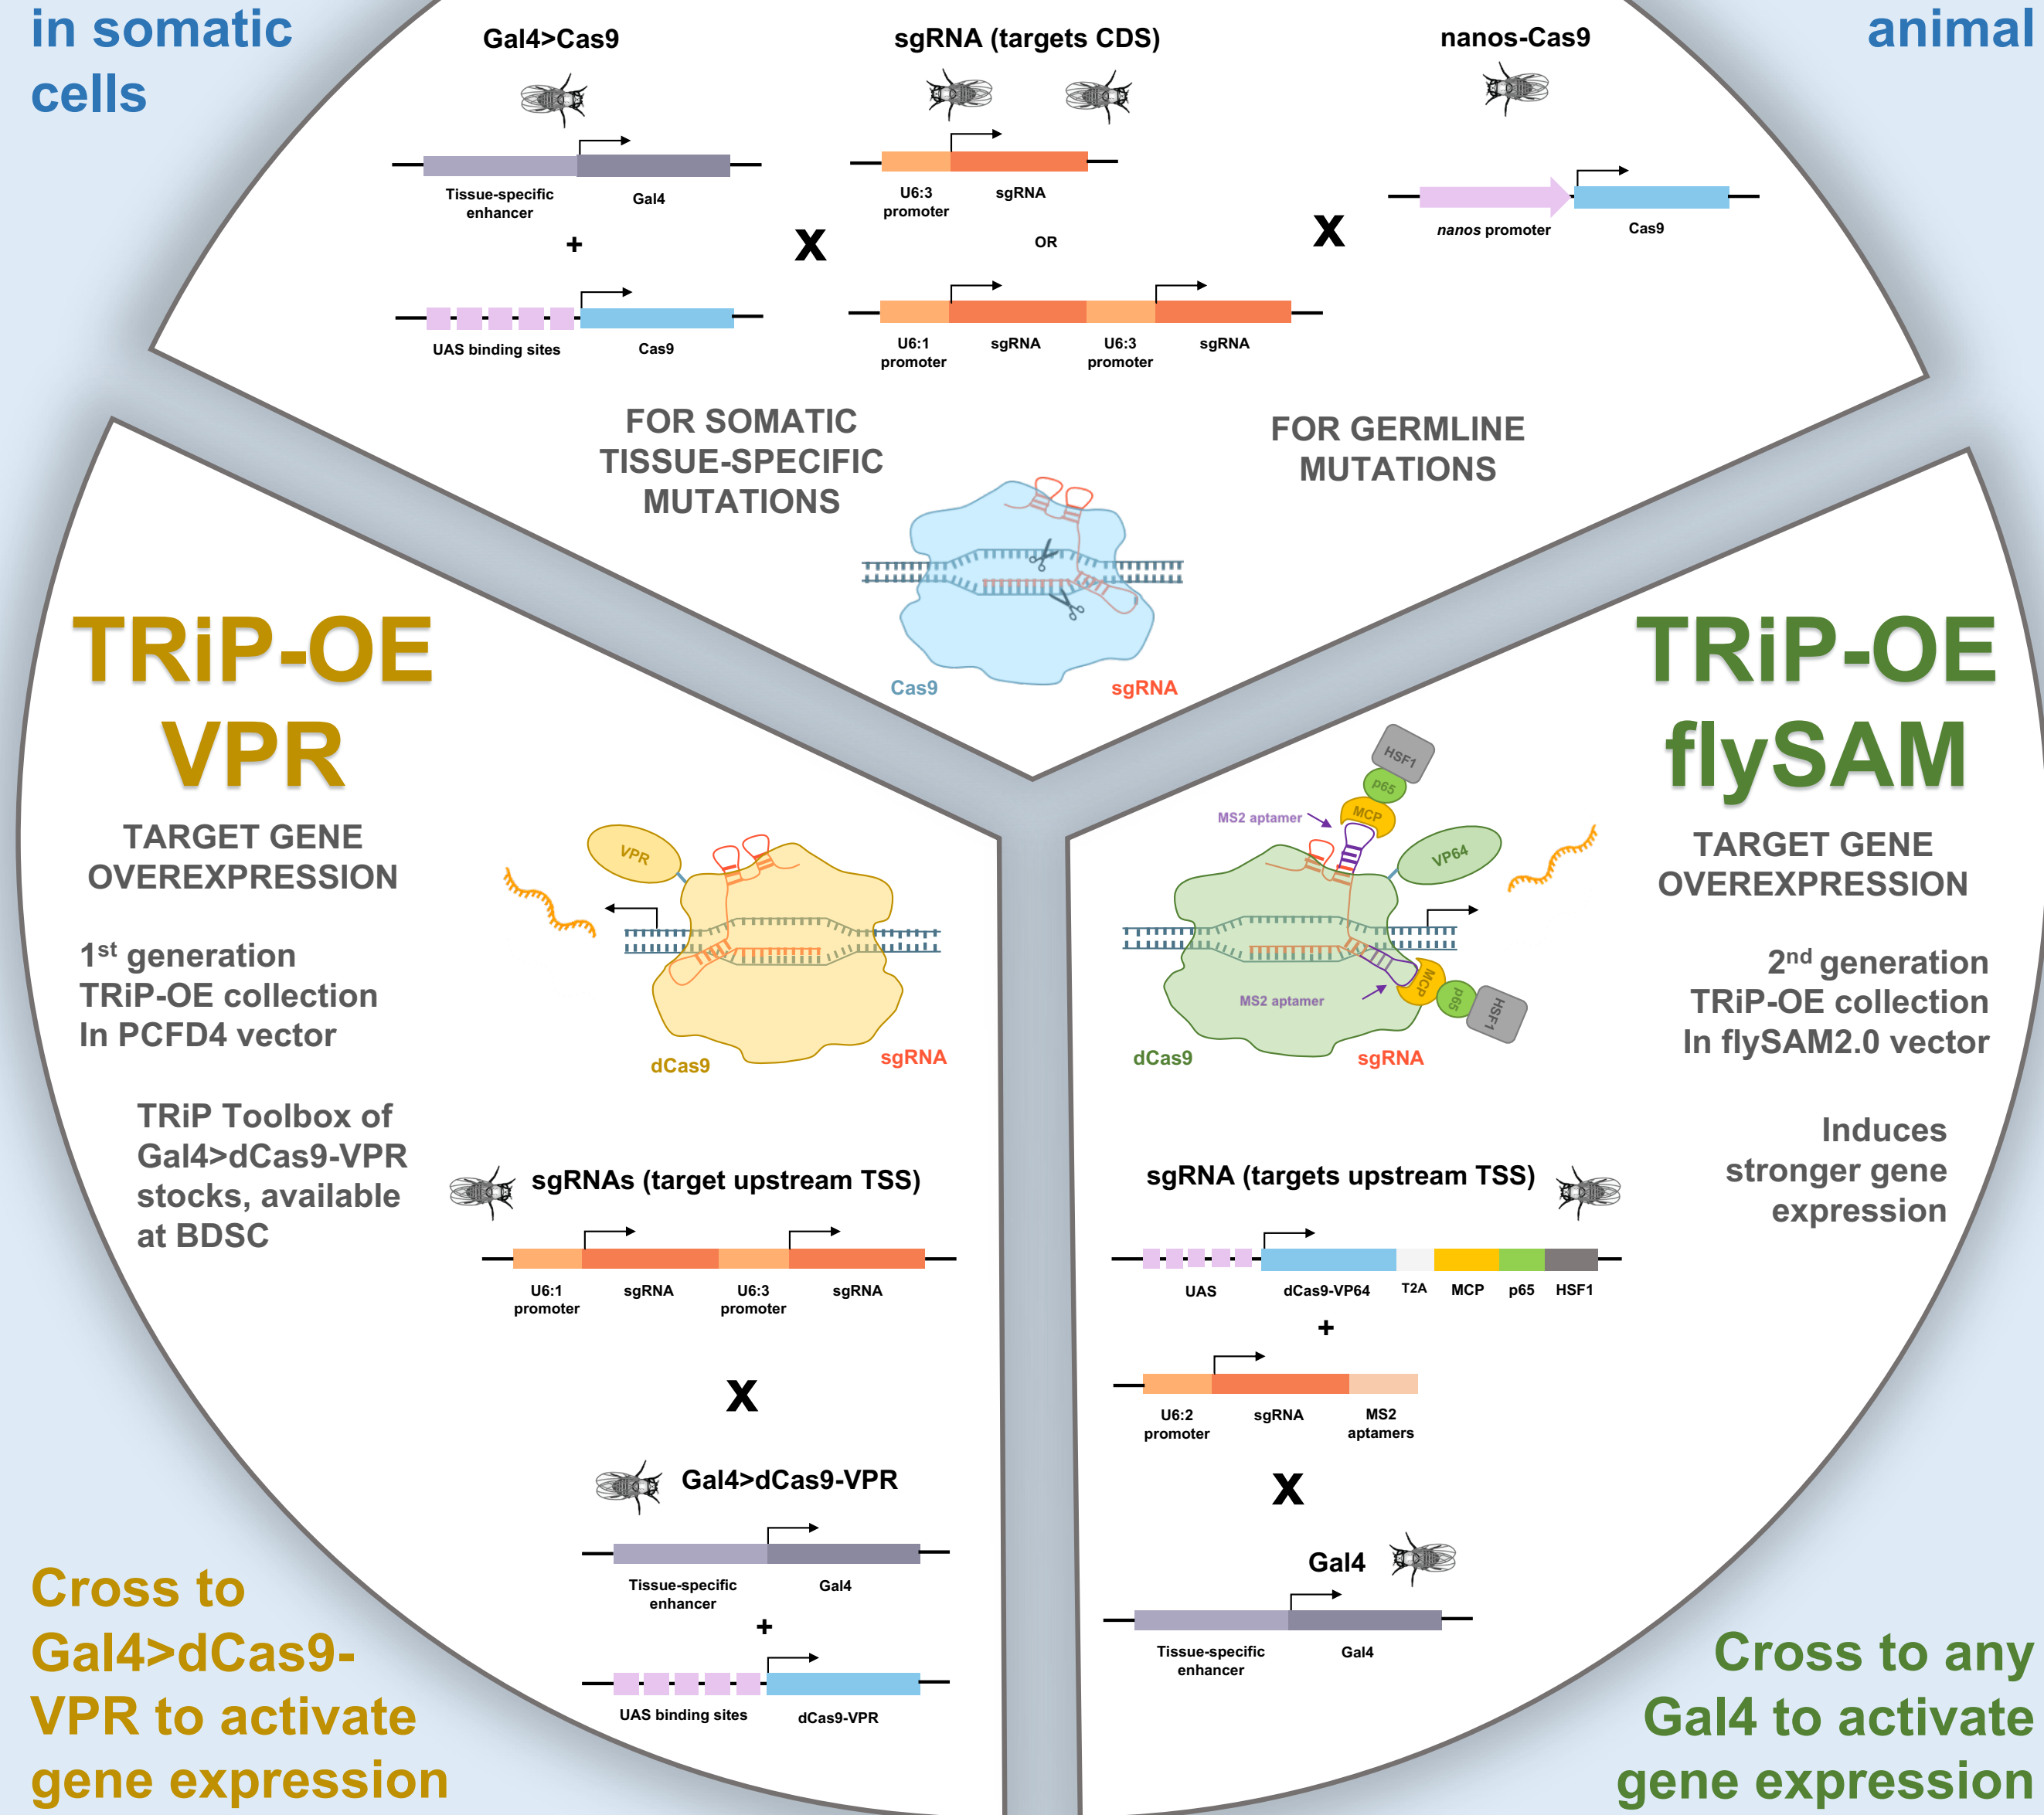 in somatic
cells
animal
Gal4>Cas9
sgRNA (targets CDS)
nanos-Cas9
Tissue-specific
enhancer
Gal4
+
UAS binding sites
Cas9
X
U6:3
promoter
sgRNA
OR
U6:1
promoter
sgRNA
U6:3
promoter
sgRNA
X
nanos promoter
Cas9
FOR SOMATIC
TISSUE-SPECIFIC
MUTATIONS
FOR GERMLINE
MUTATIONS
Cas9
sgRNA
TRiP-OE
VPR
TARGET GENE
OVEREXPRESSION
1st generation
TRiP-OE collection
In PCFD4 vector
TRiP Toolbox of
Gal4>dCas9-VPR
stocks, available
at BDSC
VPR
dCas9
sgRNA
sgRNAs (target upstream TSS)
U6:1
promoter
sgRNA
U6:3
promoter
sgRNA
X
Gal4>dCas9-VPR
Tissue-specific
enhancer
Gal4
+
UAS binding sites
dCas9-VPR
Cross to
Gal4>dCas9-
VPR to activate
gene expression
TRiP-OE
flySAM
TARGET GENE
OVEREXPRESSION
2nd generation
TRiP-OE collection
In flySAM2.0 vector
Induces
stronger gene
expression
HSF1
p65
MCP
MS2 aptamer
VP64
MS2 aptamer
MCP
p65
HSF1
dCas9
sgRNA
sgRNA (targets upstream TSS)
UAS
dCas9-VP64
T2A
MCP
p65
HSF1
+
U6:2
promoter
sgRNA
MS2
aptamers
X
Gal4
Tissue-specific
enhancer
Gal4
Cross to any
Gal4 to activate
gene expression